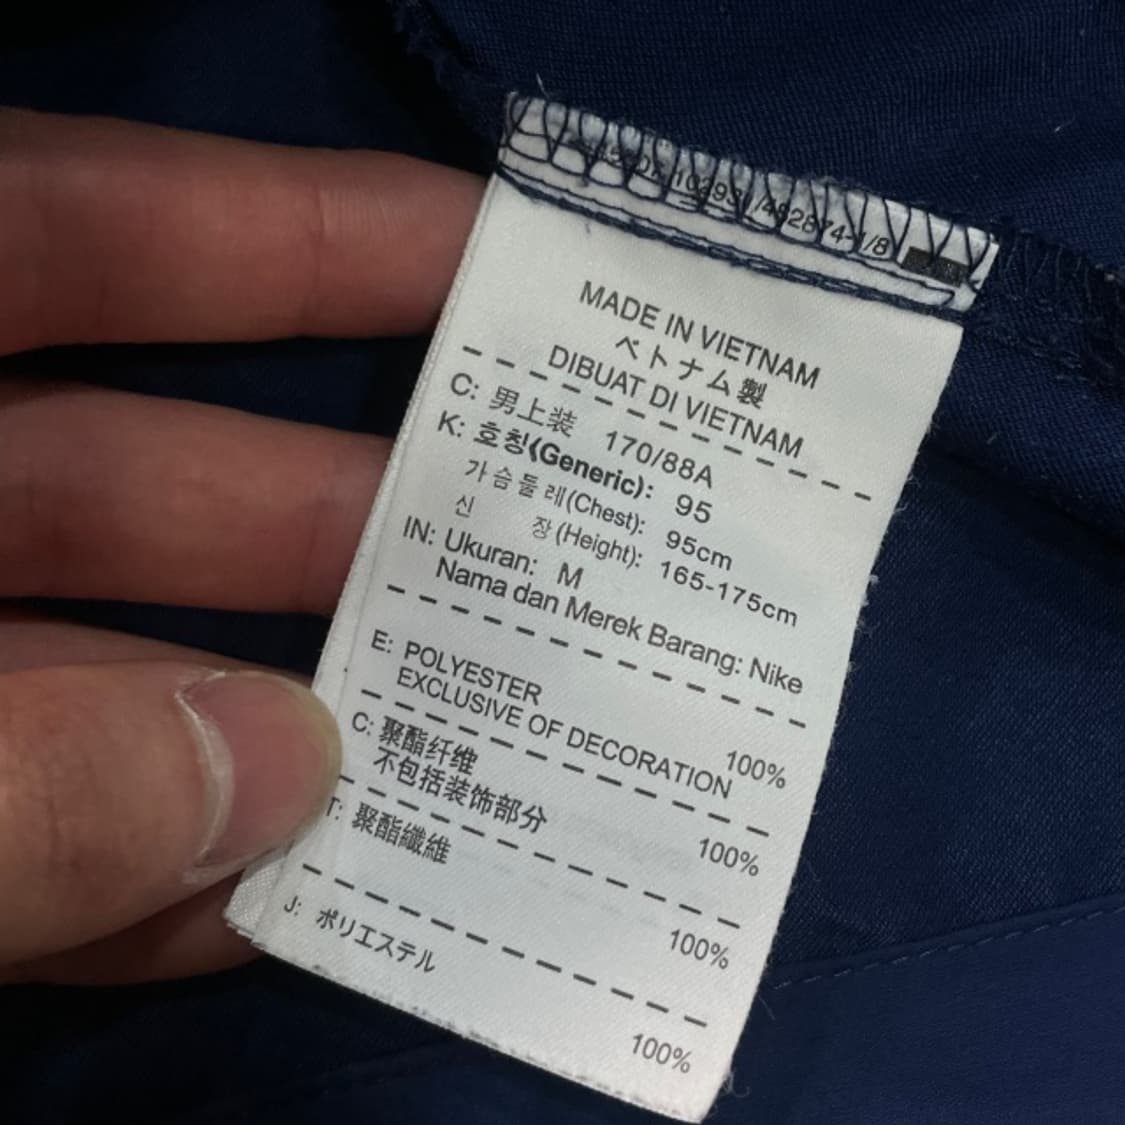 MADE IN VIETNAM
ベトナム製
DIBUAT DI VIETNAM
C: 男上装 170/88A
K: 호칭(Generic): 95
가슴둘레(Chest): 95cm
신 장(Height): 165-175cm
IN: Ukuran: M
Nama dan Merek Barang: Nike
E: POLYESTER 100%
EXCLUSIVE OF DECORATION
C: 聚酯纤维 100%
不包括装饰部分
T: 聚酯纖維 100%
J: ポリエステル 100%